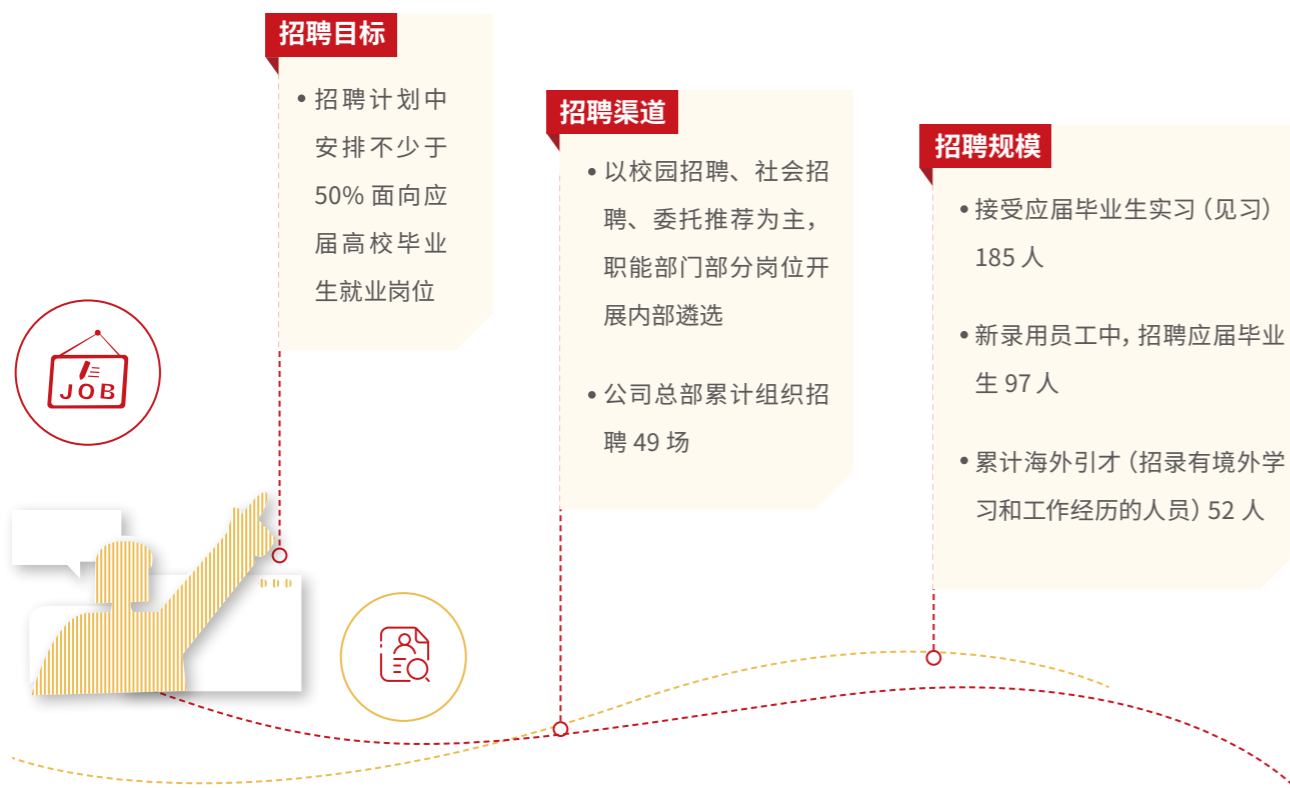 招聘目标
• 招聘计划中
安排不少于
50% 面向应
届高校毕业
生就业岗位
招聘渠道
• 以校园招聘、社会招
聘、委托推荐为主，
职能部门部分岗位开
展内部遴选
• 公司总部累计组织招
聘 49 场
招聘规模
• 接受应届毕业生实习（见习）
185 人
• 新录用员工中，招聘应届毕业
生 97 人
• 累计海外引才（招录有境外学
习和工作经历的人员）52 人
JOB